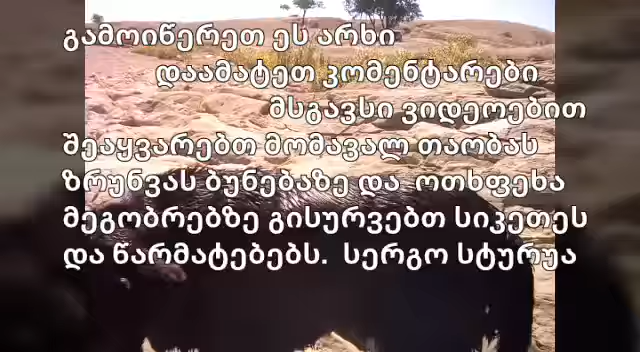 გამოიწერეთ ეს არხი
დაამატეთ კომენტარები
მსგავსი ვიდეოებით
შეაყვარებთ მომავალ თაობას
ზრუნვას ბუნებაზე და ოთხფეხა
მეგობრებზე გისურვებთ სიკეთეს
და წარმატებებს. სერგო სტურუა